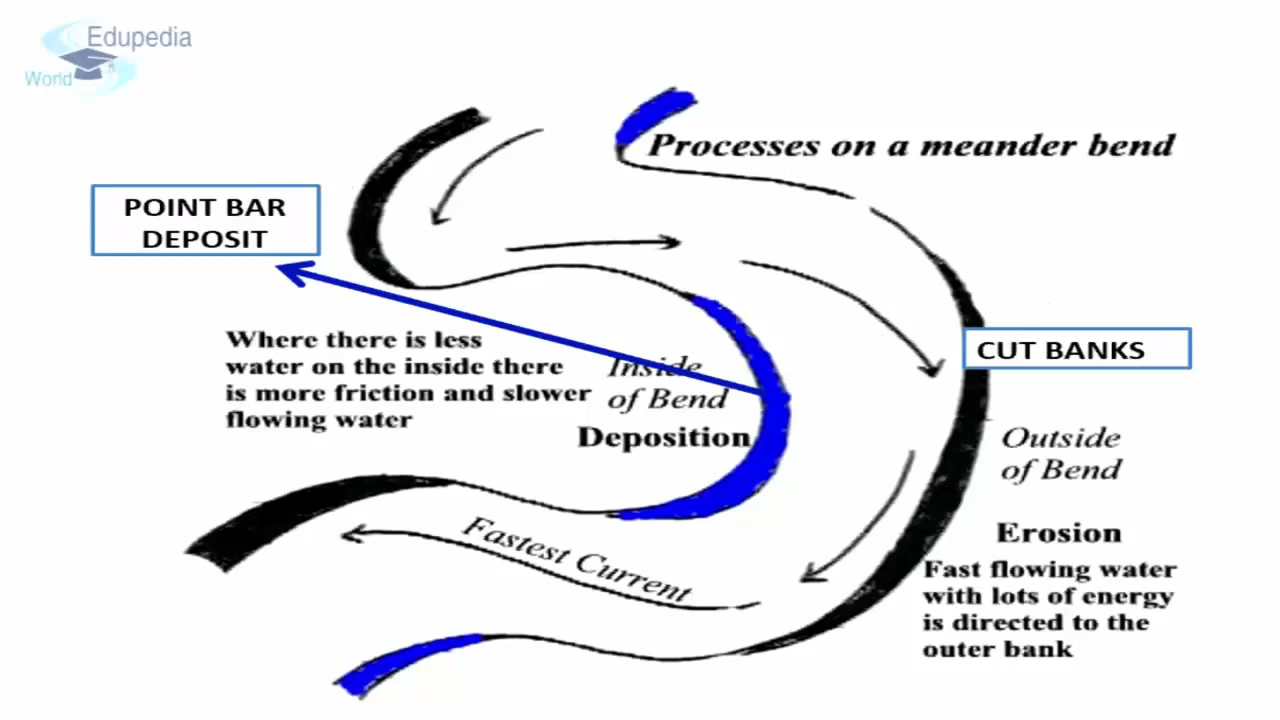 Edupedia
World
Processes on a meander bend
POINT BAR
DEPOSIT
CUT BANKS
Where there is less
water on the inside there
is more friction and slower
flowing water
Inside
of Bend
Deposition
Outside
of Bend
Erosion
Fast flowing water
with lots of energy
is directed to the
outer bank
Fastest Current